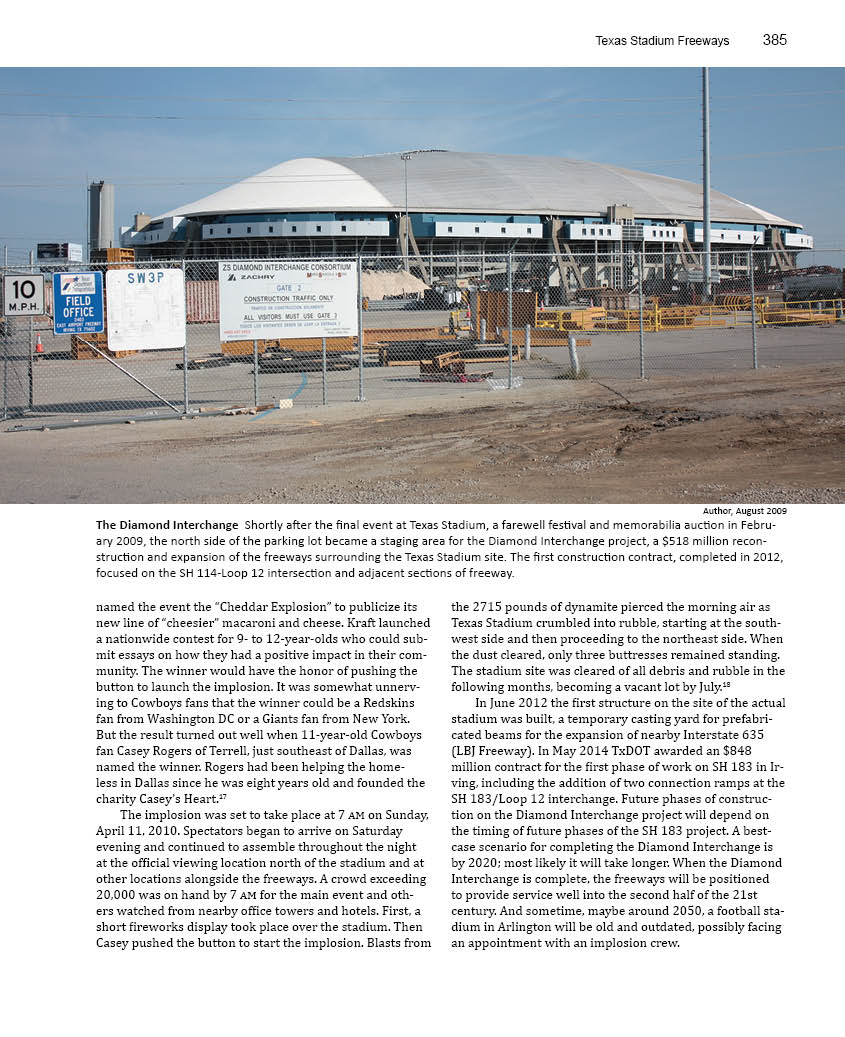 Texas Stadium Freeways 385
10
M.P.H.
FIELD
OFFICE
SW3P
ZS DIAMOND INTERCHANGE CONSORTIUM
ZACHRY
GATE 2
CONSTRUCTION TRAFFIC ONLY
ALL VISITORS MUST USE GATE 3
Author, August 2009
The Diamond Interchange Shortly after the final event at Texas Stadium, a farewell festival and memorabilia auction in Febru-
ary 2009, the north side of the parking lot became a staging area for the Diamond Interchange project, a $518 million recon-
struction and expansion of the freeways surrounding the Texas Stadium site. The first construction contract, completed in 2012,
focused on the SH 114-Loop 12 intersection and adjacent sections of freeway.
named the event the “Cheddar Explosion” to publicize its
new line of “cheesier” macaroni and cheese. Kraft launched
a nationwide contest for 9- to 12-year-olds who could sub-
mit essays on how they had a positive impact in their com-
munity. The winner would have the honor of pushing the
button to launch the implosion. It was somewhat unnerv-
ing to Cowboys fans that the winner could be a Redskins
fan from Washington DC or a Giants fan from New York.
But the result turned out well when 11-year-old Cowboys
fan Casey Rogers of Terrell, just southeast of Dallas, was
named the winner. Rogers had been helping the home-
less in Dallas since he was eight years old and founded the
charity Casey’s Heart.17
The implosion was set to take place at 7 AM on Sunday,
April 11, 2010. Spectators began to arrive on Saturday
evening and continued to assemble throughout the night
at the official viewing location north of the stadium and at
other locations alongside the freeways. A crowd exceeding
20,000 was on hand by 7 AM for the main event and oth-
ers watched from nearby office towers and hotels. First, a
short fireworks display took place over the stadium. Then
Casey pushed the button to start the implosion. Blasts from
the 2715 pounds of dynamite pierced the morning air as
Texas Stadium crumbled into rubble, starting at the south-
west side and then proceeding to the northeast side. When
the dust cleared, only three buttresses remained standing.
The stadium site was cleared of all debris and rubble in the
following months, becoming a vacant lot by July.18
In June 2012 the first structure on the site of the actual
stadium was built, a temporary casting yard for prefabri-
cated beams for the expansion of nearby Interstate 635
(LBJ Freeway). In May 2014 TxDOT awarded an $848
million contract for the first phase of work on SH 183 in Ir-
ving, including the addition of two connection ramps at the
SH 183/Loop 12 interchange. Future phases of construc-
tion on the Diamond Interchange project will depend on
the timing of future phases of the SH 183 project. A best-
case scenario for completing the Diamond Interchange is
by 2020; most likely it will take longer. When the Diamond
Interchange is complete, the freeways will be positioned
to provide service well into the second half of the 21st
century. And sometime, maybe around 2050, a football sta-
dium in Arlington will be old and outdated, possibly facing
an appointment with an implosion crew.